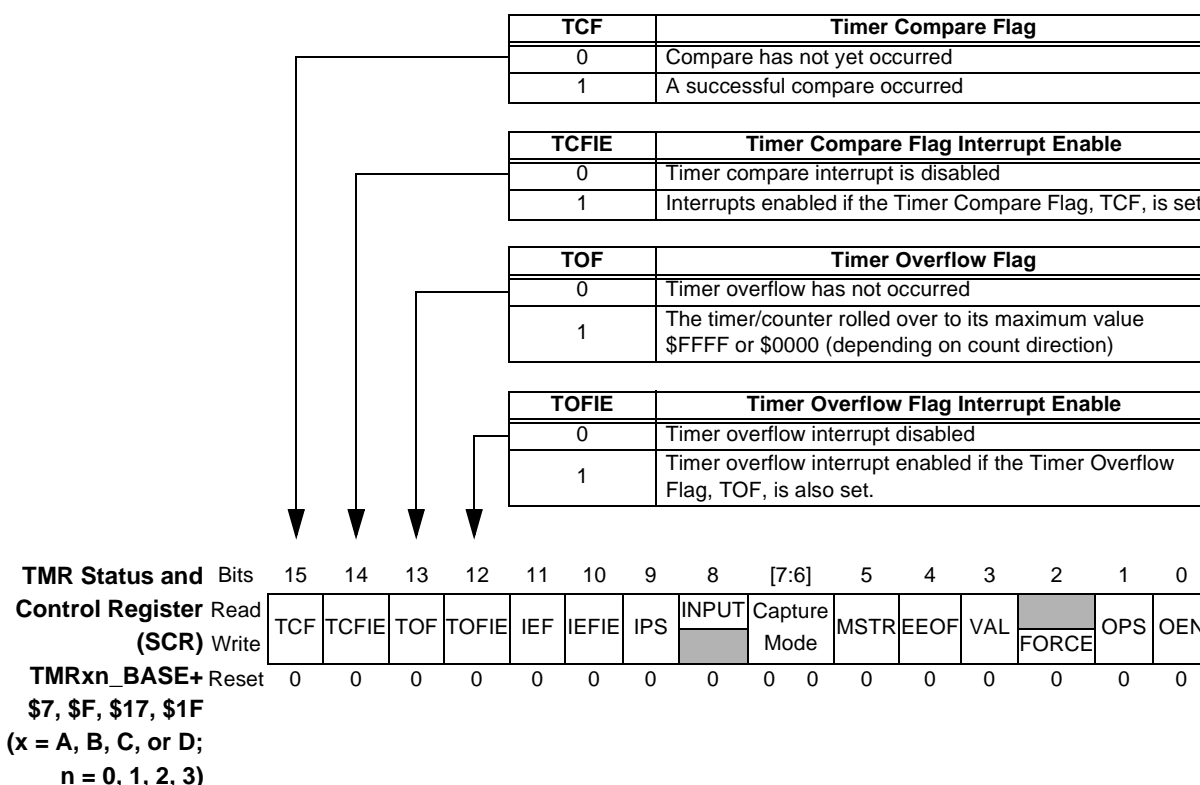 TCF Timer Compare Flag
0 Compare has not yet occurred
1 A successful compare occurred
TCFIE Timer Compare Flag Interrupt Enable
0 Timer compare interrupt is disabled
1 Interrupts enabled if the Timer Compare Flag, TCF, is set
TOF Timer Overflow Flag
0 Timer overflow has not occurred
1 The timer/counter rolled over to its maximum value
$FFFF or $0000 (depending on count direction)
TOFIE Timer Overflow Flag Interrupt Enable
0 Timer overflow interrupt disabled
1 Timer overflow interrupt enabled if the Timer Overflow
Flag, TOF, is also set.
TMR Status and Bits 15 14 13 12 11 10 9 8 [7:6] 5 4 3 2 1 0
Control Register Read TCF TCFIE TOF TOFIE IEF IEFIE IPS INPUT Capture MSTR EEOF VAL OPS OEN
(SCR) Write Mode FORCE
TMRxn_BASE+ Reset 0 0 0 0 0 0 0 0 0 0 0 0 0 0 0 0
$7, $F, $17, $1F
(x = A, B, C, or D;
n = 0, 1, 2, 3)